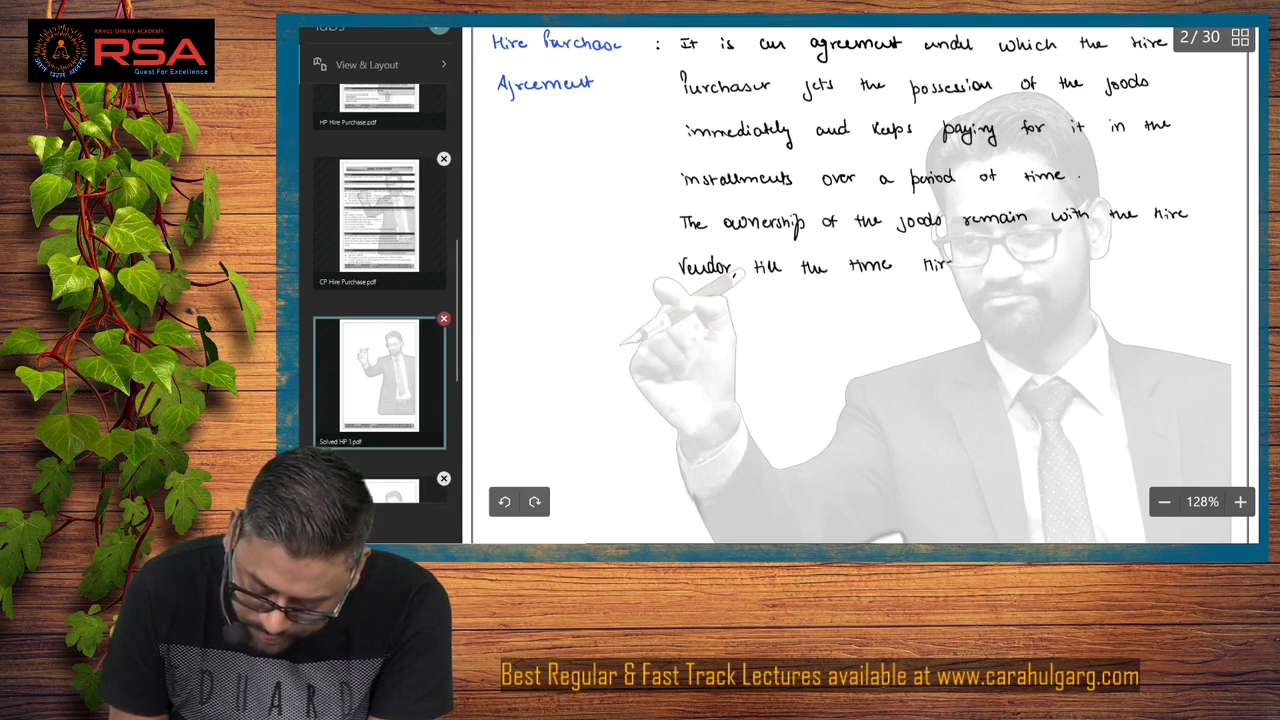 RAHUL SHIKHA ACADEMY
RSA
Quest For Excellence
View & Layout
HP Hire Purchase.pdf
CP Hire Purchase.pdf
Solved HP 1.pdf
2 / 30
Hire Purchase : It is an agreement under which the Hire
Agreement Purchaser gets the possession of the goods
immediately and keeps paying for it in the
installments over a period of time
The ownership of the goods remain with the hire
Vendor, till the time hir
128%
DHARD
Best Regular & Fast Track Lectures available at www.carahulgarg.com